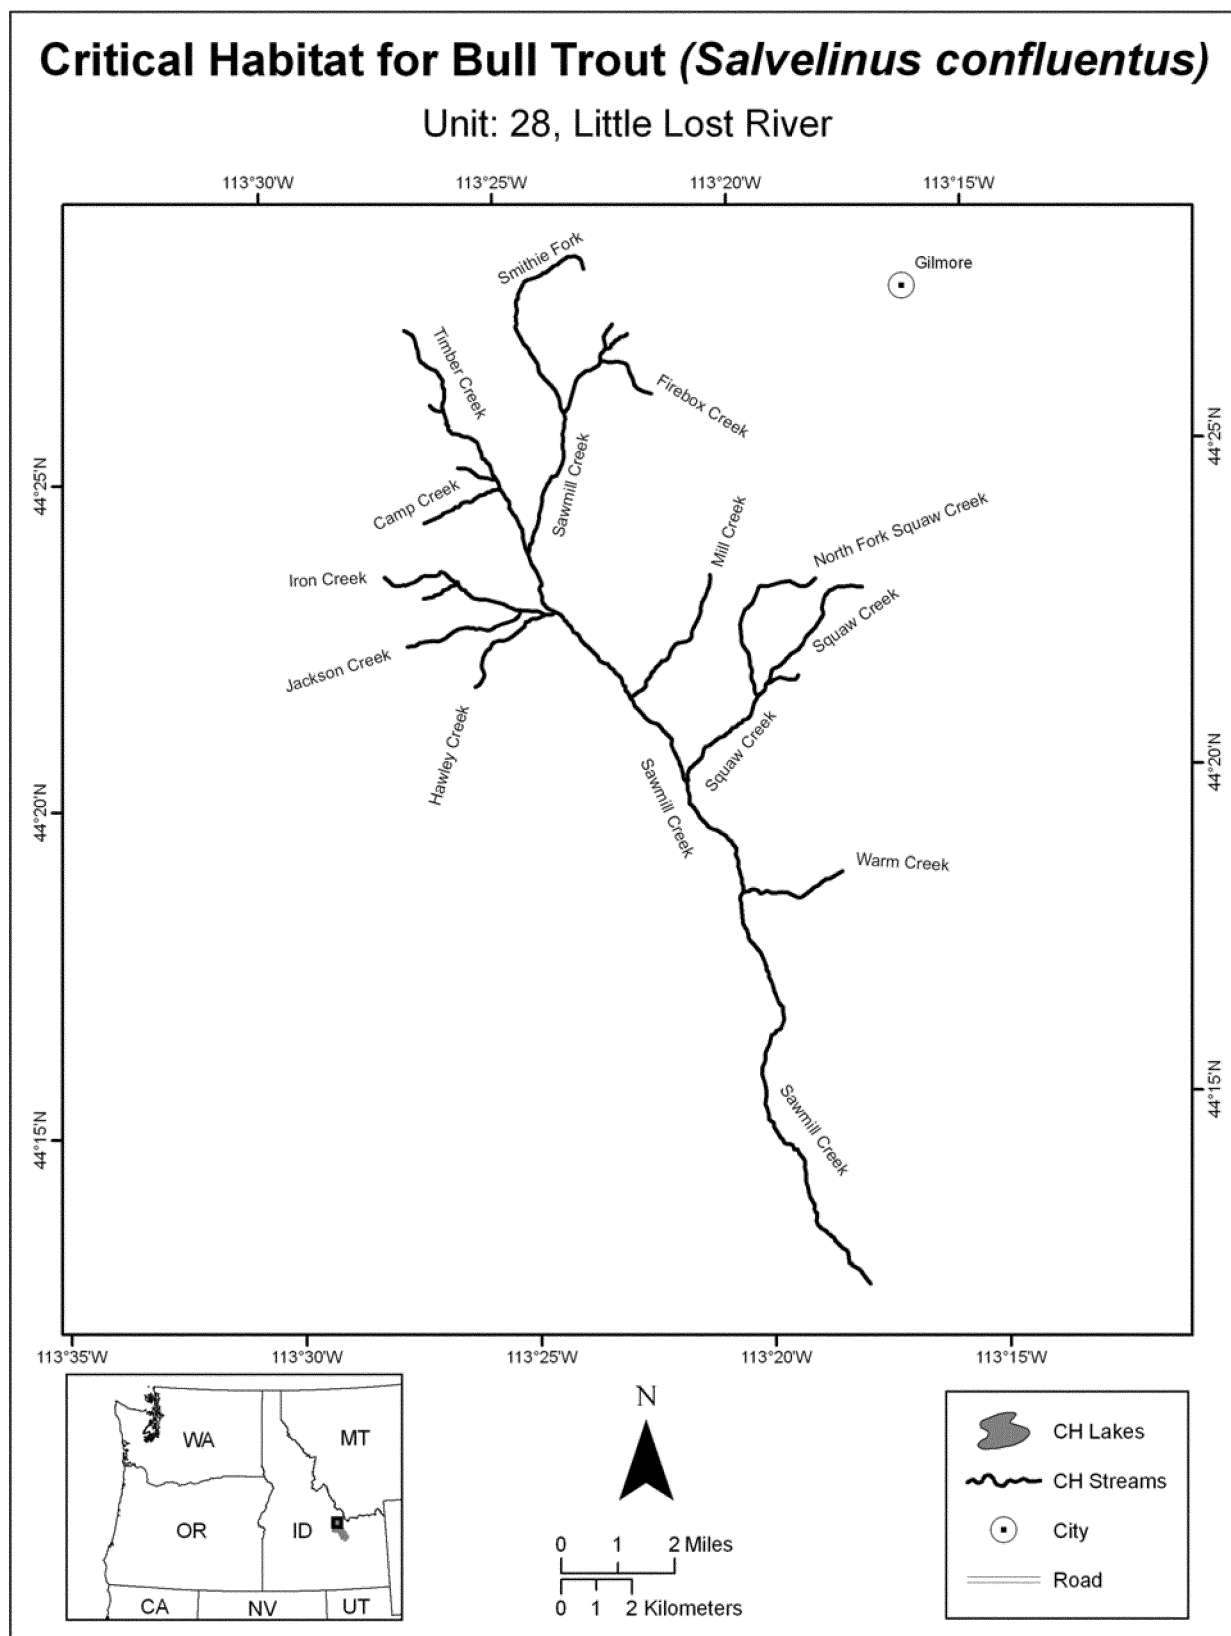 Critical Habitat for Bull Trout (Salvelinus confluentus)
Unit: 28, Little Lost River
113°30'W
113°25'W
113°20'W
113°15'W
Smithie Fork
Gilmore
Timber Creek
Firebox Creek
44°25'N
44°25'N
Sawmill Creek
Camp Creek
Mill Creek
North Fork Squaw Creek
Iron Creek
Squaw Creek
Jackson Creek
Hawley Creek
Squaw Creek
44°20'N
44°20'N
Sawmill Creek
Warm Creek
44°15'N
44°15'N
Sawmill Creek
113°35'W
113°30'W
113°25'W
113°20'W
113°15'W
WA
MT
OR
ID
CA
NV
UT
N
0 1 2 Miles
0 1 2 Kilometers
CH Lakes
CH Streams
City
Road